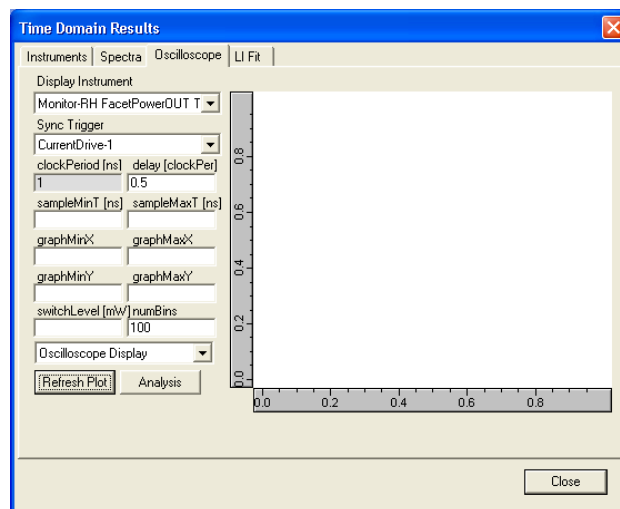 Time Domain Results
Instruments Spectra Oscilloscope LI Fit
Display Instrument
Monitor-RH FacetPowerOUT T
Sync Trigger
CurrentDrive-1
clockPeriod [ns] delay [clockPer]
1 0.5
sampleMinT [ns] sampleMaxT [ns]
graphMinX graphMaxX
graphMinY graphMaxY
switchLevel [mW] numBins
100
Oscilloscope Display
Refresh Plot Analysis
0.8
0.6
0.4
0.2
0.0
0.0 0.2 0.4 0.6 0.8
Close